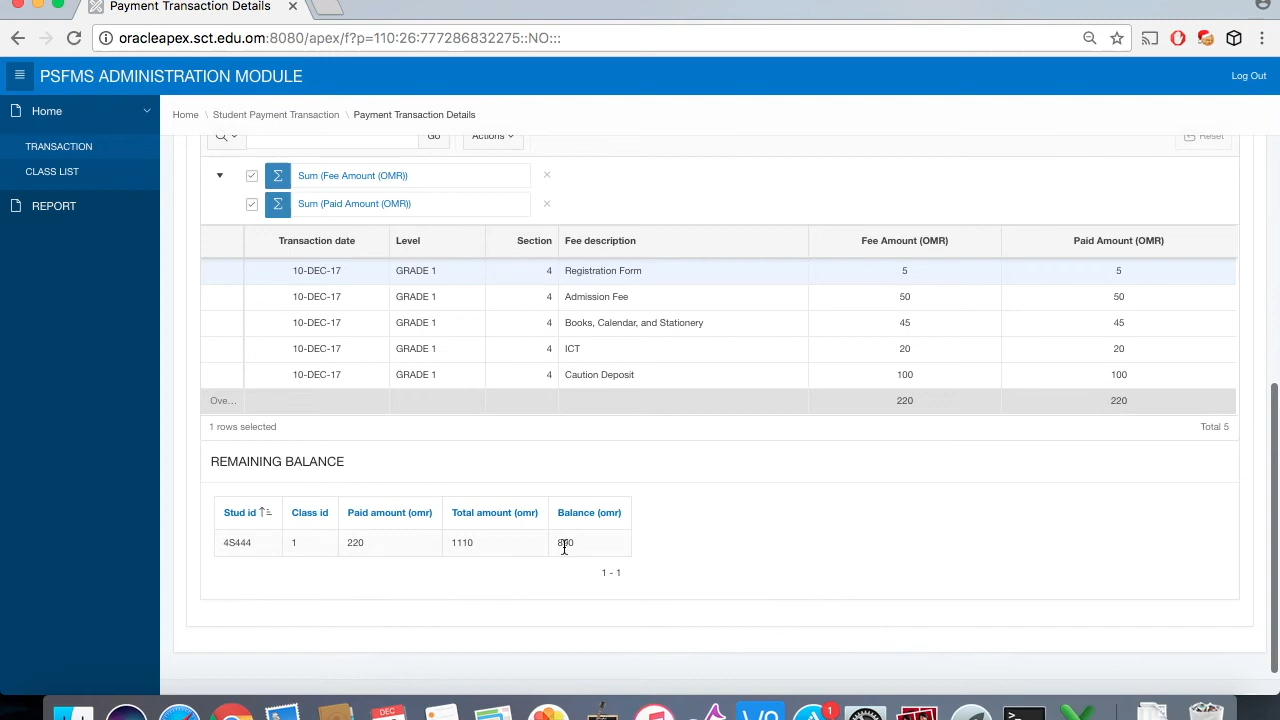 Payment Transaction Details
oracleapex.sct.edu.om:8080/apex/f?p=110:26:777286832275::NO:::
PSFMS ADMINISTRATION MODULE
Log Out
Home
TRANSACTION
CLASS LIST
REPORT
Home \ Student Payment Transaction \ Payment Transaction Details
Go Actions Reset
Sum (Fee Amount (OMR))
Sum (Paid Amount (OMR))
Transaction date Level Section Fee description Fee Amount (OMR) Paid Amount (OMR)
10-DEC-17 GRADE 1 4 Registration Form 5 5
10-DEC-17 GRADE 1 4 Admission Fee 50 50
10-DEC-17 GRADE 1 4 Books, Calendar, and Stationery 45 45
10-DEC-17 GRADE 1 4 ICT 20 20
10-DEC-17 GRADE 1 4 Caution Deposit 100 100
Ove... 220 220
1 rows selected Total 5
REMAINING BALANCE
Stud id Class id Paid amount (omr) Total amount (omr) Balance (omr)
4S444 1 220 1110
1 - 1
DEC
1